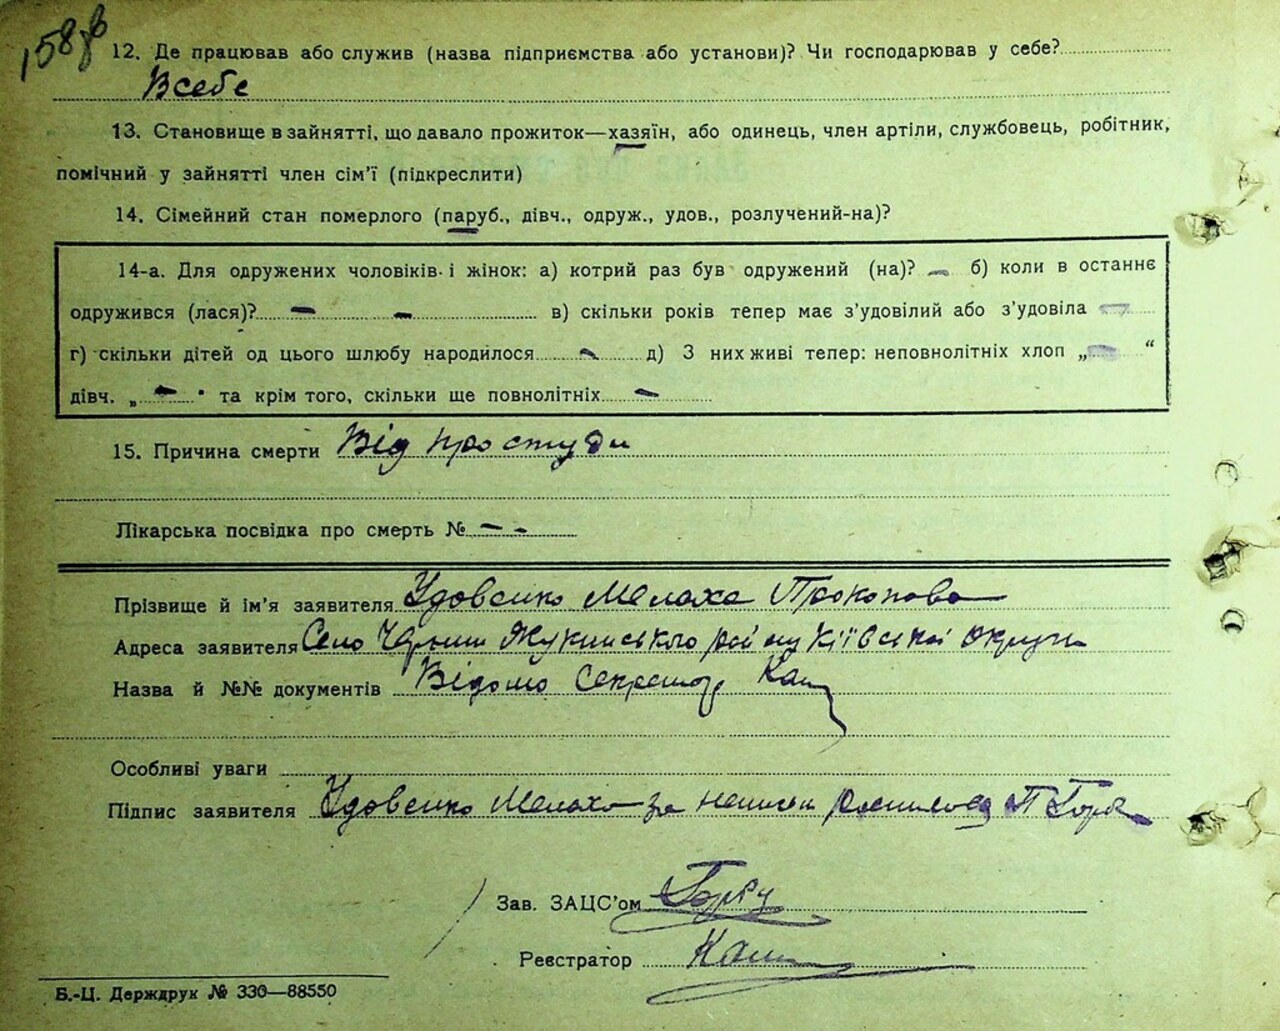 158
12. Де працював або служив (назва підприємства або установи)? Чи господарював у себе?
Всебе
13. Становище в зайнятті, що давало прожиток—хазяїн, або одинець, член артіли, службовець, робітник,
помічний у зайнятті член сім’ї (підкреслити)
14. Сімейний стан померлого (паруб., дівч., одруж., удов., розлучений-на)?
14-а. Для одружених чоловіків і жінок: а) котрий раз був одружений (на)? — б) коли в останнє
одружився (лася)? — — в) скільки років тепер має з’удовілий або з’удовіла —
г) скільки дітей од цього шлюбу народилося — д) З них живі тепер: неповнолітніх хлоп „—“
дівч. „—“ та крім того, скільки ще повнолітніх —
15. Причина смерти Від простуди
Лікарська посвідка про смерть № — -
Прізвище й ім’я заявителя Удовенко Мелаха Прокопова
Адреса заявителя Село Жукинського району Київської округи
Назва й №№ документів Відомо Секретар
Особливі уваги
Підпис заявителя Удовенко Мелаха за
Зав. ЗАЦС’ом
Реєстратор
Б.-Ц. Держдрук № 330—88550